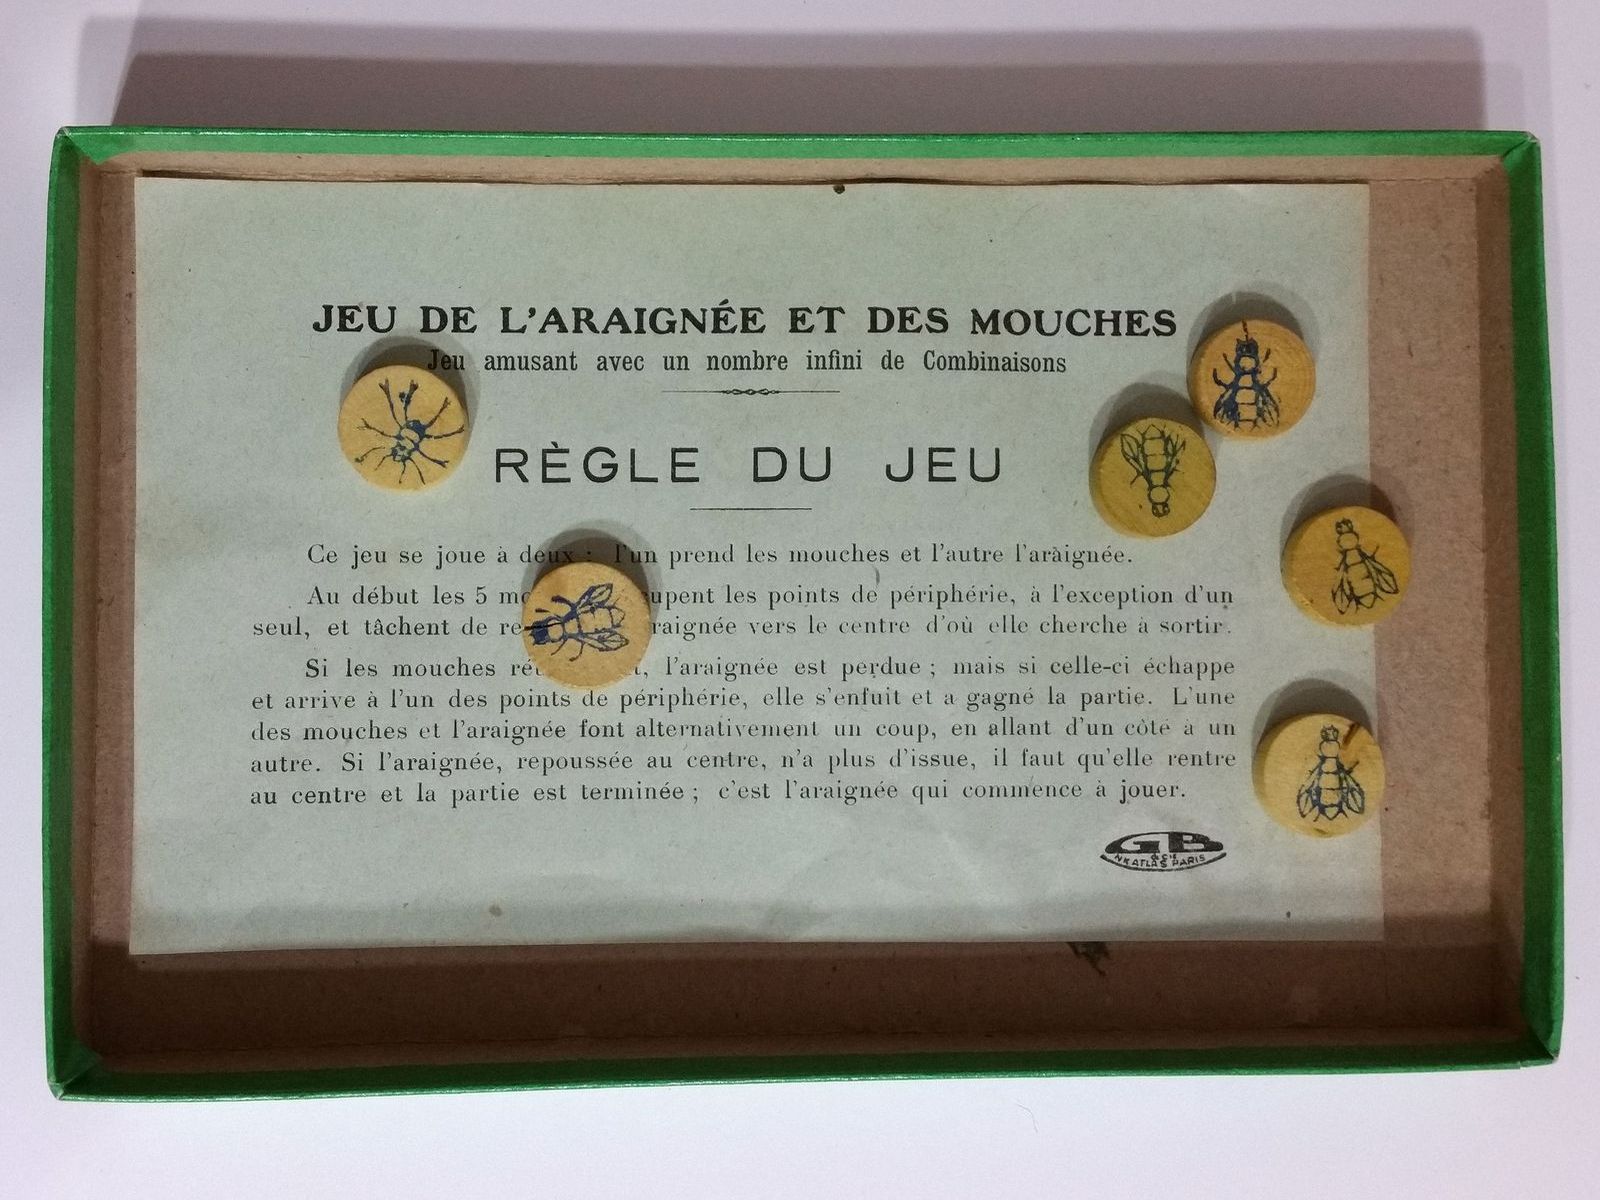 JEU DE L'ARAIGNÉE ET DES MOUCHES
Jeu amusant avec un nombre infini de Combinaisons
RÈGLE DU JEU
Ce jeu se joue à deux : l'un prend les mouches et l'autre l'araignée.
Au début les 5 upent les points de périphérie, à l'exception d'un
seul, et tâchent de raignée vers le centre d'où elle cherche à sortir.
Si les mouches l'araignée est perdue ; mais si celle-ci échappe
et arrive à l'un des points de périphérie, elle s'enfuit et a gagné la partie. L'une
des mouches et l'araignée font alternativement un coup, en allant d'un côté à un
autre. Si l'araignée, repoussée au centre, n'a plus d'issue, il faut qu'elle rentre
au centre et la partie est terminée ; c'est l'araignée qui commence à jouer.
GB
& Cie
NK ATLAS PARIS